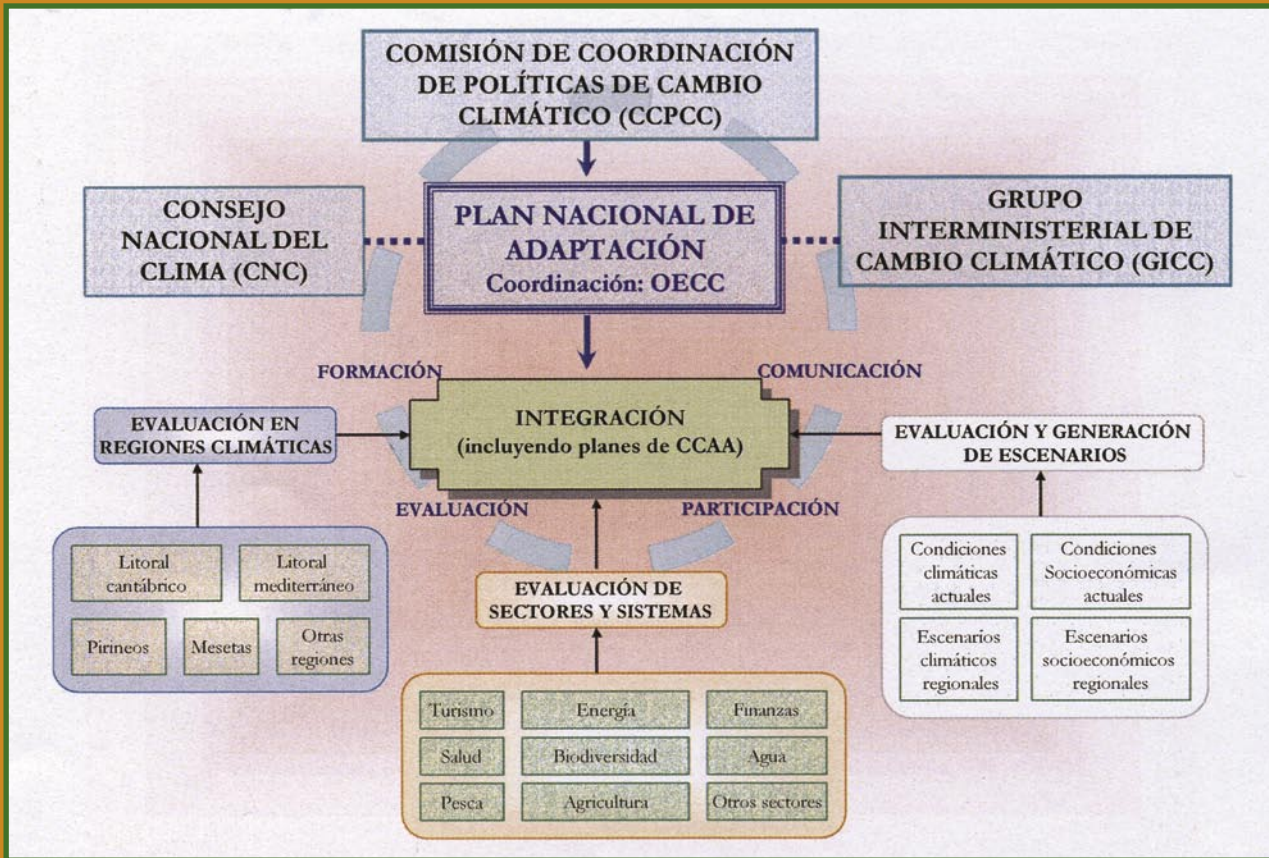 COMISIÓN DE COORDINACIÓN
DE POLÍTICAS DE CAMBIO
CLIMÁTICO (CCPCC)
CONSEJO
NACIONAL DEL
CLIMA (CNC)
PLAN NACIONAL DE
ADAPTACIÓN
Coordinación: OECC
GRUPO
INTERMINISTERIAL DE
CAMBIO CLIMÁTICO (GICC)
FORMACIÓN
COMUNICACIÓN
EVALUACIÓN EN
REGIONES CLIMÁTICAS
INTEGRACIÓN
(incluyendo planes de CCAA)
EVALUACIÓN Y GENERACIÓN
DE ESCENARIOS
EVALUACIÓN
PARTICIPACIÓN
Litoral
cantábrico
Litoral
mediterráneo
Pirineos
Mesetas
Otras
regiones
EVALUACIÓN DE
SECTORES Y SISTEMAS
Condiciones
climáticas
actuales
Condiciones
Socioeconómicas
actuales
Escenarios
climáticos
regionales
Escenarios
socioeconómicos
regionales
Turismo
Energía
Finanzas
Salud
Biodiversidad
Agua
Pesca
Agricultura
Otros sectores